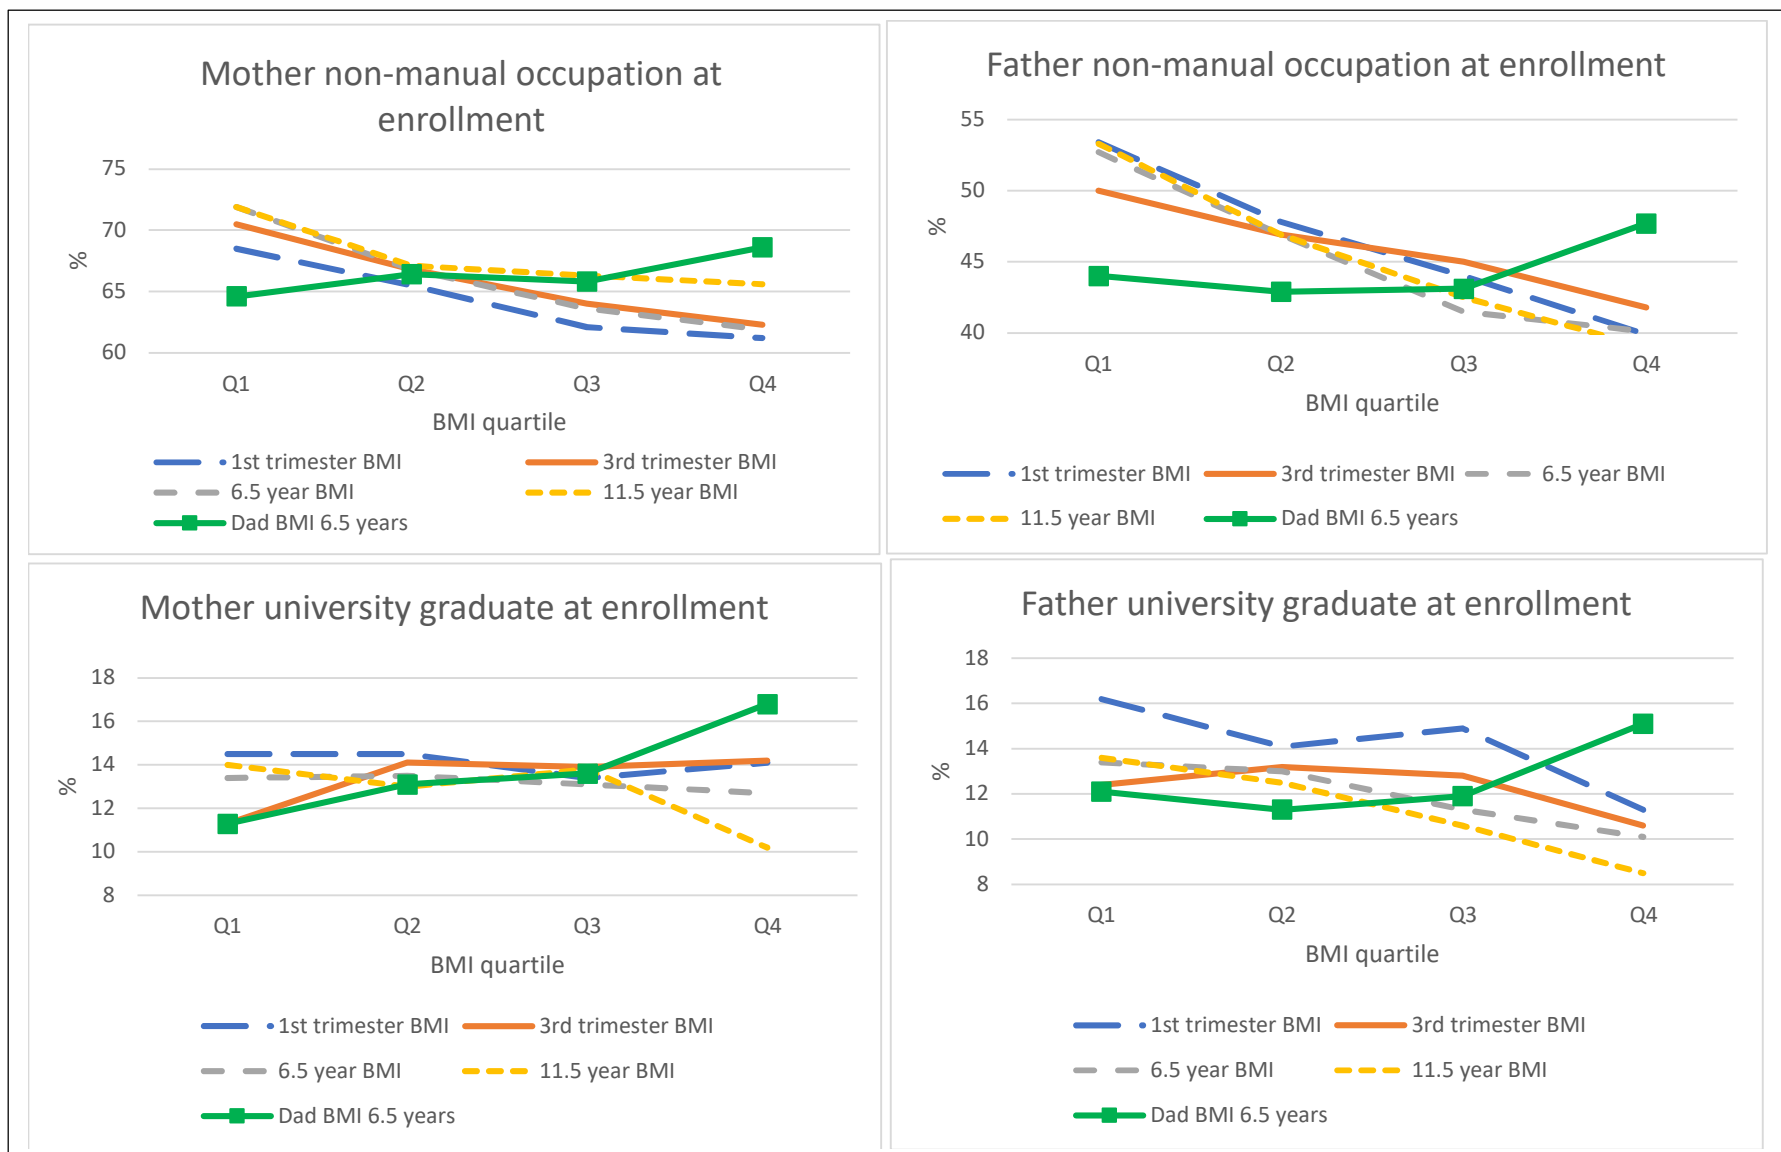 Mother non-manual occupation at
enrollment
75
70
65
60
%
Q1 Q2 Q3 Q4
BMI quartile
1st trimester BMI 3rd trimester BMI
6.5 year BMI 11.5 year BMI
Dad BMI 6.5 years
Father non-manual occupation at enrollment
55
50
45
40
%
Q1 Q2 Q3 Q4
BMI quartile
1st trimester BMI 3rd trimester BMI 6.5 year BMI
11.5 year BMI Dad BMI 6.5 years
Mother university graduate at enrollment
18
16
14
12
10
8
%
Q1 Q2 Q3 Q4
BMI quartile
1st trimester BMI 3rd trimester BMI
6.5 year BMI 11.5 year BMI
Dad BMI 6.5 years
Father university graduate at enrollment
18
16
14
12
10
8
%
Q1 Q2 Q3 Q4
BMI quartile
1st trimester BMI 3rd trimester BMI
6.5 year BMI 11.5 year BMI
Dad BMI 6.5 years